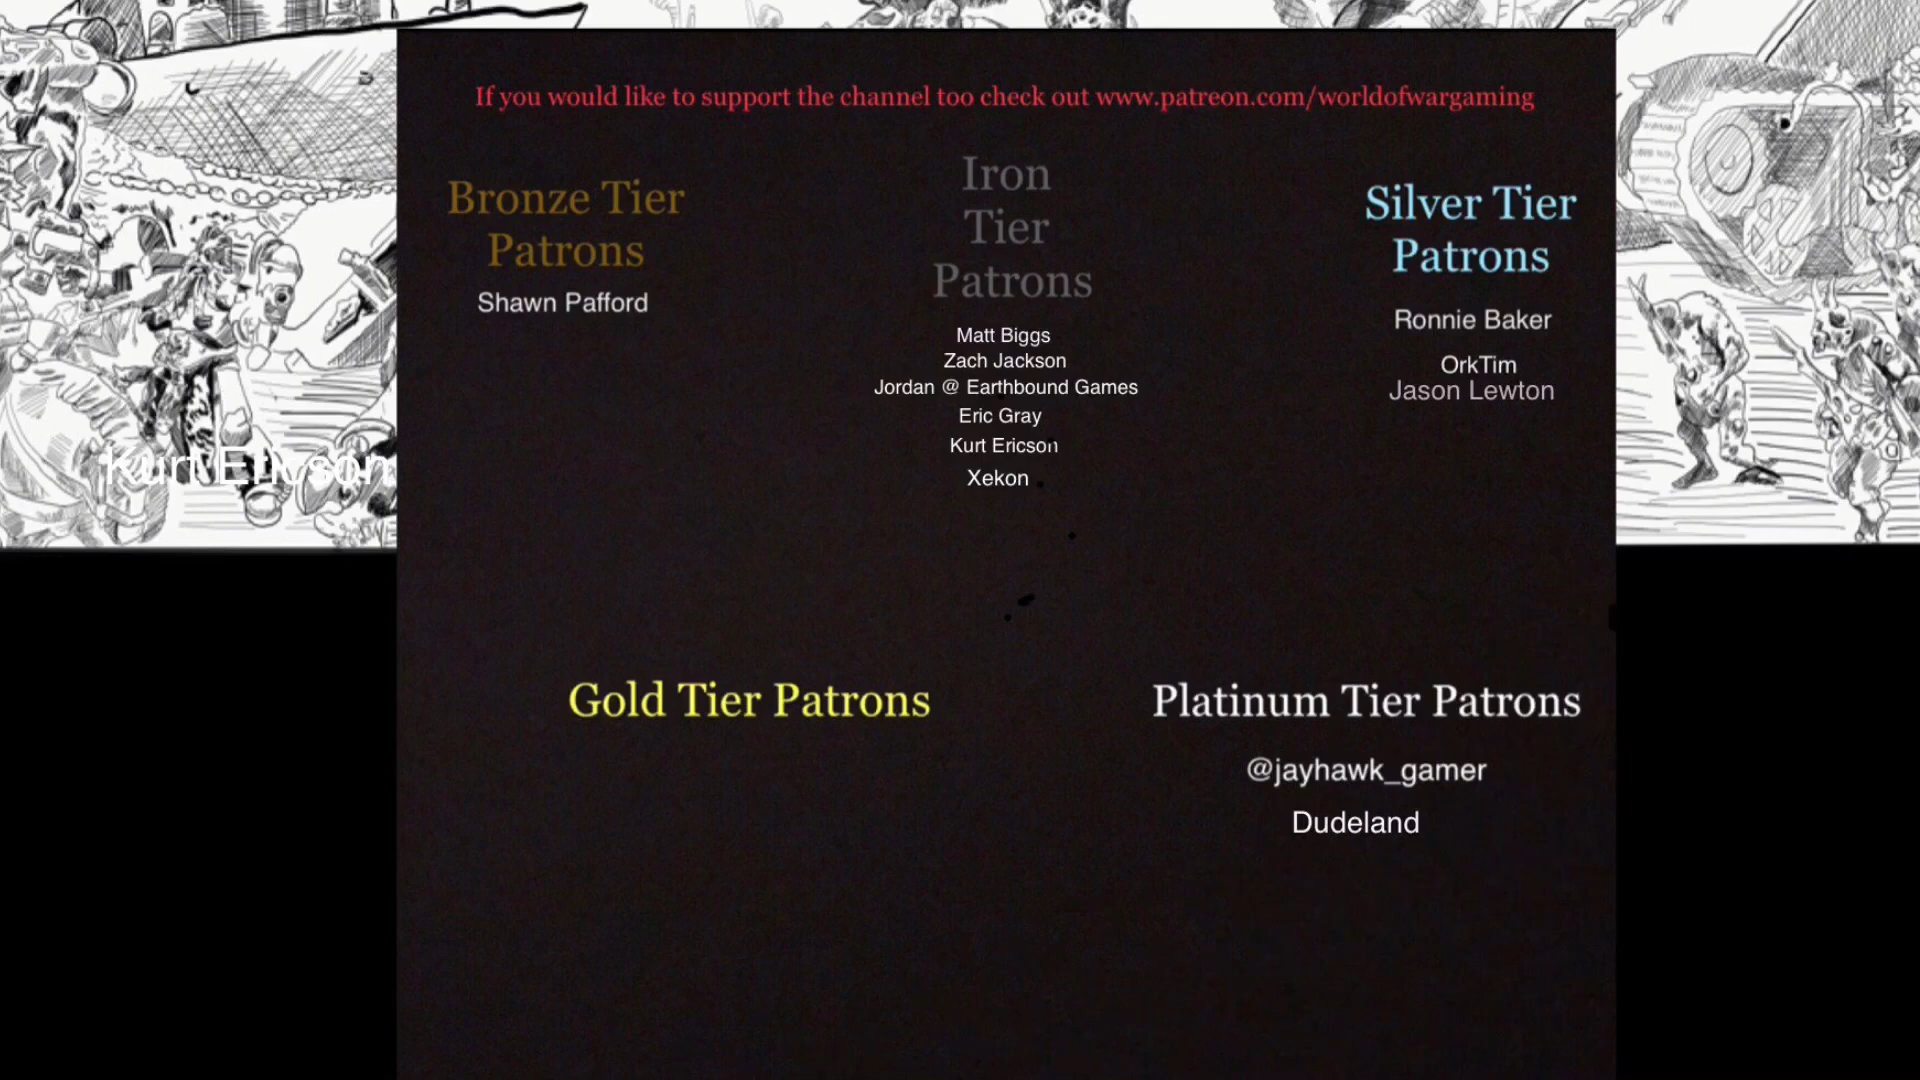 If you would like to support the channel too check out www.patreon.com/worldofwargaming
Bronze Tier
Patrons
Shawn Pafford
Iron
Tier
Patrons
Matt Biggs
Zach Jackson
Jordan @ Earthbound Games
Eric Gray
Kurt Ericson
Xekon
Silver Tier
Patrons
Ronnie Baker
OrkTim
Jason Lewton
Kurt Ericson
Gold Tier Patrons
Platinum Tier Patrons
@jayhawk_gamer
Dudeland